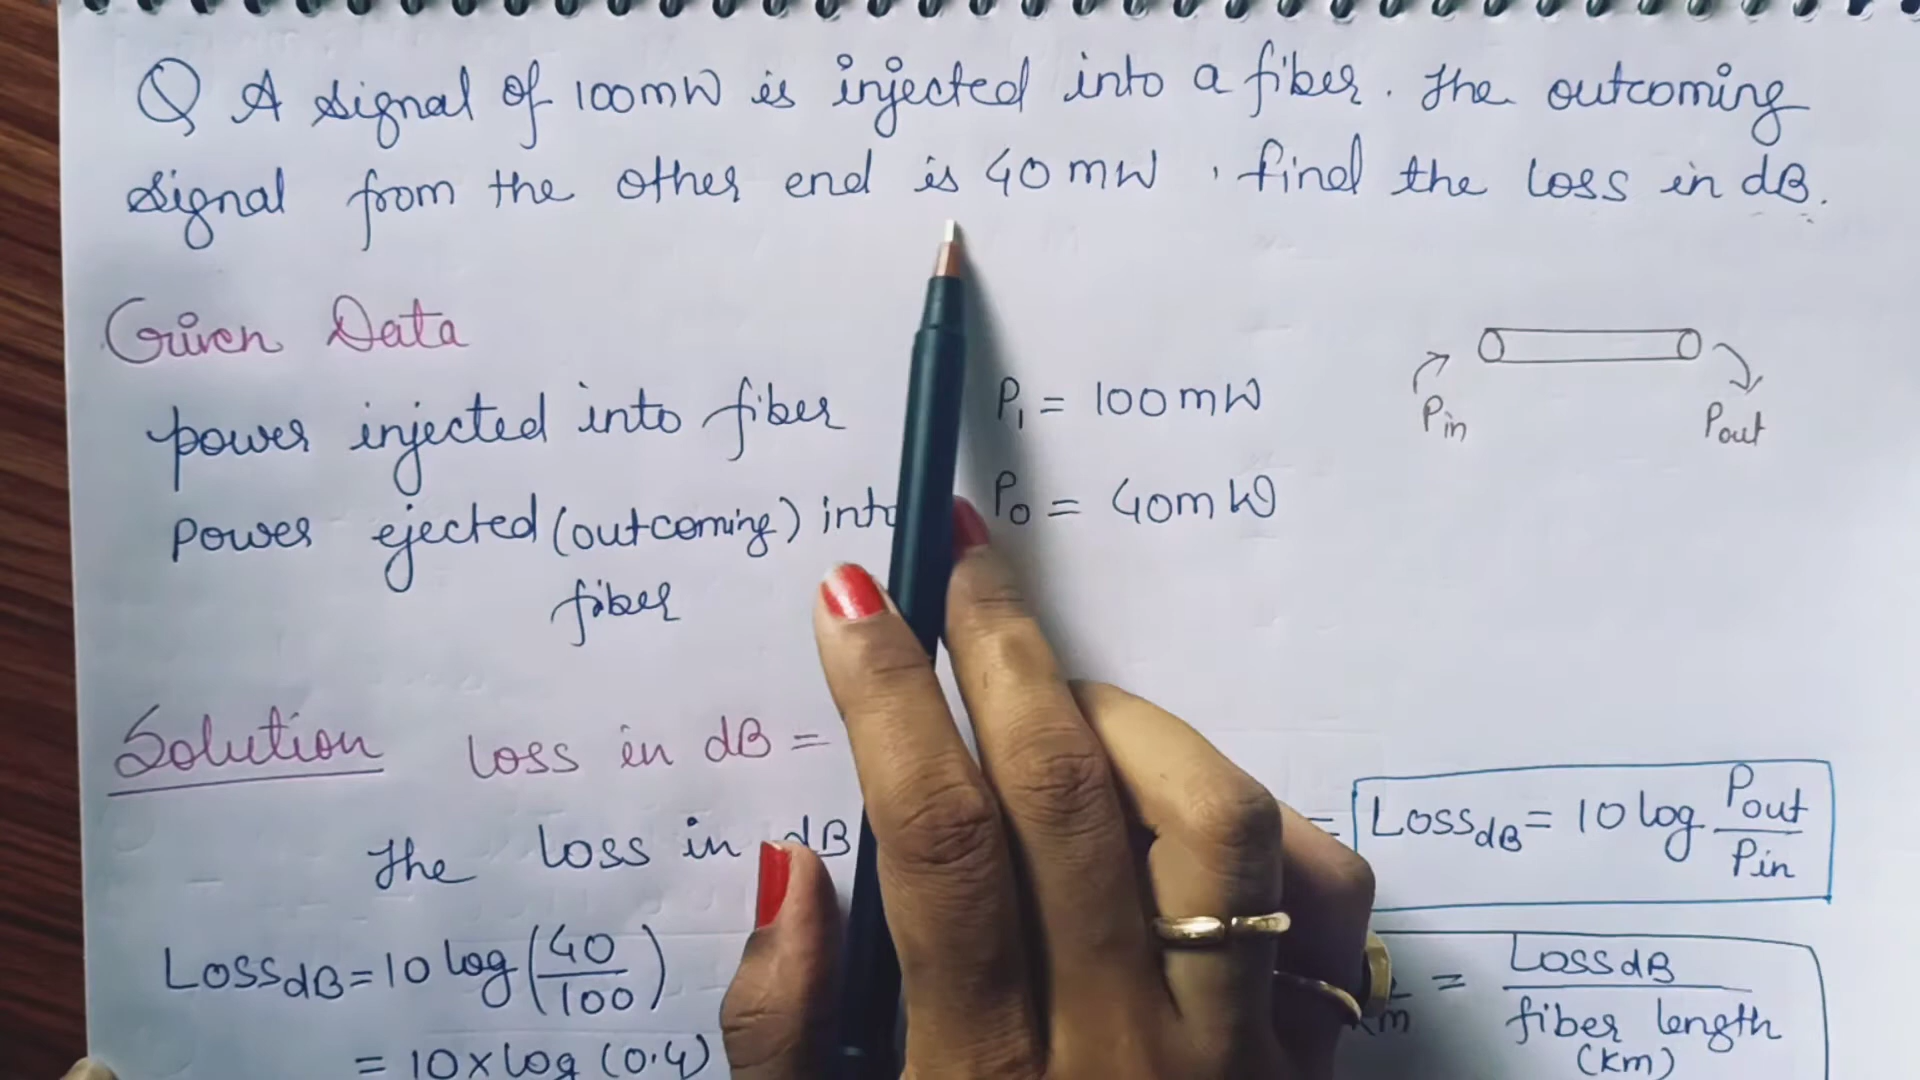 Q A signal of 100mW is injected into a fiber. The outcoming
signal from the other end is 40mW. find the loss in dB.
Given Data
power injected into fiber P1 = 100mW
Power ejected (outcoming) into P0 = 40mW
fiber
Pin
Pout
Solution loss in dB =
The loss in dB
= LossdB = 10 log Pout/Pin
LossdB = 10 log (40/100)
= 10 x log (0.4)
km = LossdB/fiber length (km)